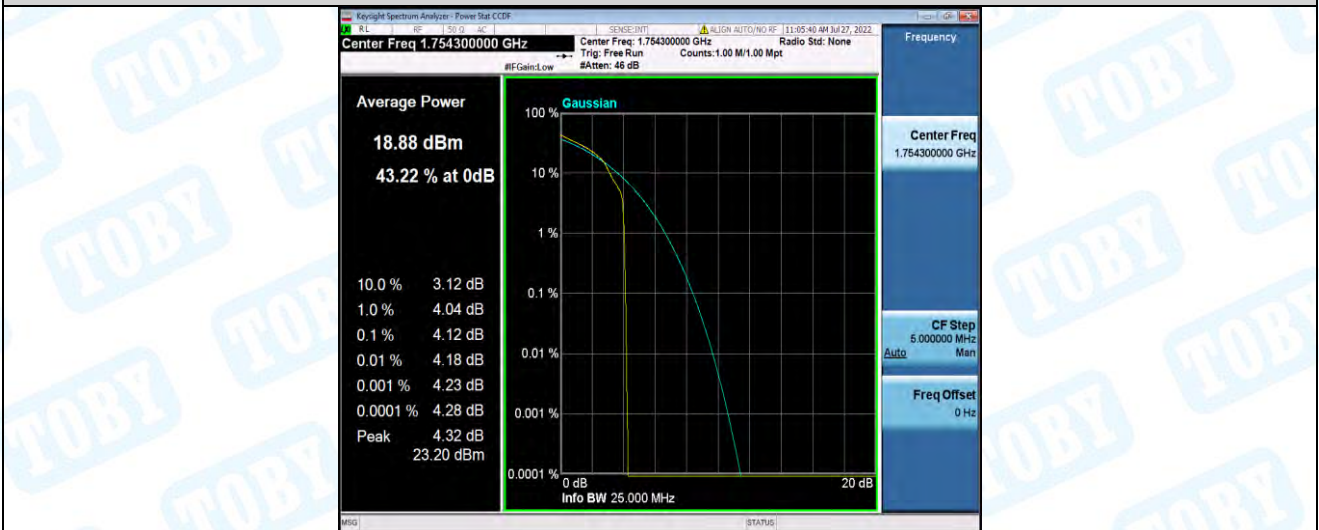 Keysight Spectrum Analyzer - Power Stat CCDF
RL RF 50 Ω AC SENSE:INT ALIGN AUTO/NO RF 11:05:40 AM Jul 27, 2022
Center Freq 1.754300000 GHz
Center Freq: 1.754300000 GHz Radio Std: None
Trig: Free Run Counts:1.00 M/1.00 Mpt
#IFGain:Low #Atten: 46 dB
Frequency
Average Power
18.88 dBm
43.22 % at 0dB
10.0 % 3.12 dB
1.0 % 4.04 dB
0.1 % 4.12 dB
0.01 % 4.18 dB
0.001 % 4.23 dB
0.0001 % 4.28 dB
Peak 4.32 dB
23.20 dBm
Gaussian
100 %
10 %
1 %
0.1 %
0.01 %
0.001 %
0.0001 %
0 dB 20 dB
Info BW 25.000 MHz
Center Freq
1.754300000 GHz
CF Step
5.000000 MHz
Auto Man
Freq Offset
0 Hz
MSG STATUS
TOBY
TOBY
TOBY
TOBY
TOBY
TOBY
TOBY
TOBY